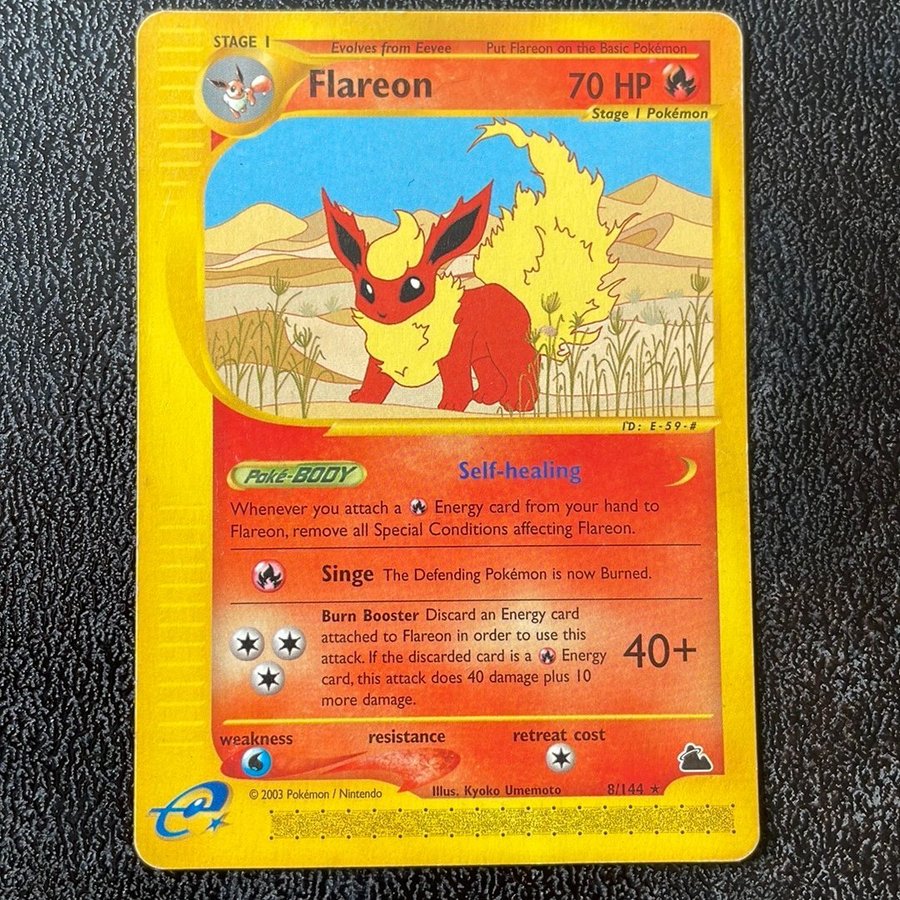 STAGE 1 Evolves from Eevee Put Flareon on the Basic Pokémon
Flareon 70 HP
Stage 1 Pokémon
ID: E-59-#
Poké-BODY Self-healing
Whenever you attach a Energy card from your hand to
Flareon, remove all Special Conditions affecting Flareon.
Singe The Defending Pokémon is now Burned.
Burn Booster Discard an Energy card
attached to Flareon in order to use this
attack. If the discarded card is a Energy
card, this attack does 40 damage plus 10
more damage.
40+
weakness resistance retreat cost
© 2003 Pokémon / Nintendo Illus. Kyoko Umemoto 8/144 ★
e